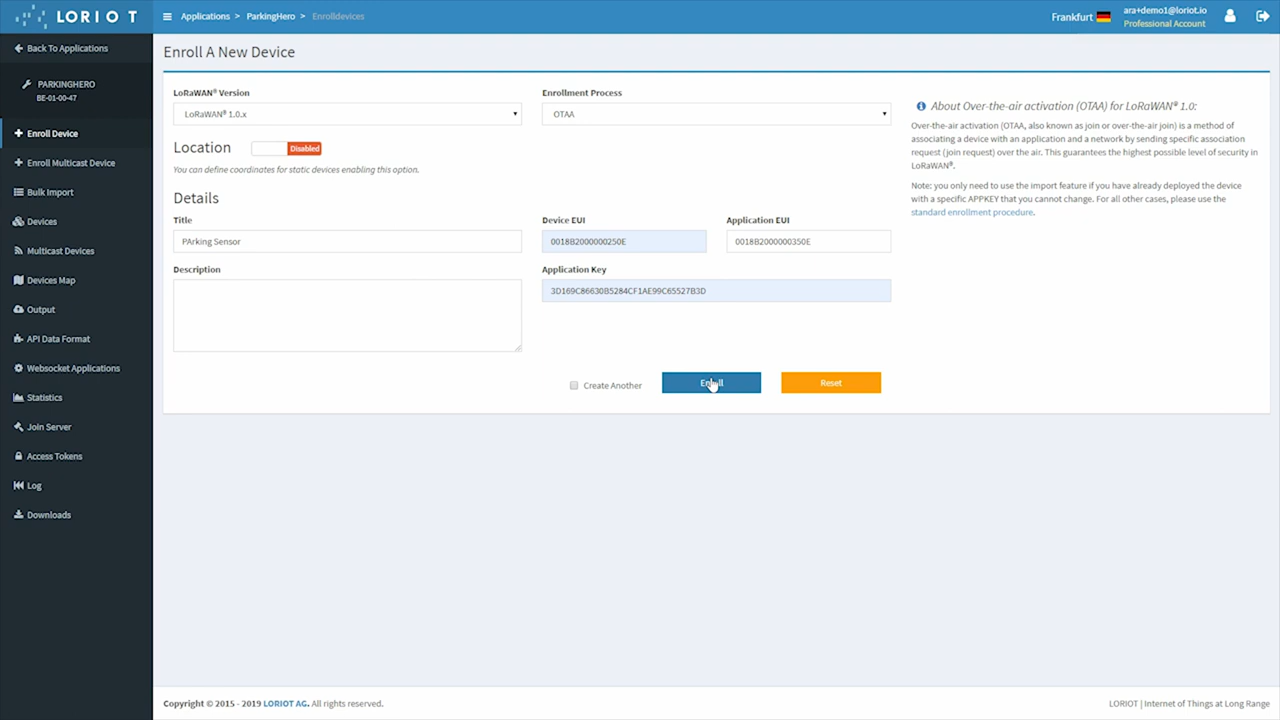 LORIOT
Applications > ParkingHero > Enrolldevices
Frankfurt
ara+demo1@loriot.io
Professional Account
Back To Applications
PARKINGHERO
BE-01-00-47
Enroll Device
Enroll Multicast Device
Bulk Import
Devices
Multicast Devices
Devices Map
Output
API Data Format
Websocket Applications
Statistics
Join Server
Access Tokens
Log
Downloads
Enroll A New Device
LoRaWAN® Version
LoRaWAN® 1.0.x
Enrollment Process
OTAA
Location
Disabled
You can define coordinates for static devices enabling this option.
Details
Title
PArking Sensor
Device EUI
0018B2000000250E
Application EUI
0018B2000000350E
Description
Application Key
3D169C86630B5284CF1AE99C65527B3D
Create Another
Enroll
Reset
About Over-the-air activation (OTAA) for LoRaWAN® 1.0:
Over-the-air activation (OTAA, also known as join or over-the-air join) is a method of
associating a device with an application and a network by sending specific association
request (join request) over the air. This guarantees the highest possible level of security in
LoRaWAN®.
Note: you only need to use the import feature if you have already deployed the device
with a specific APPKEY that you cannot change. For all other cases, please use the
standard enrollment procedure.
Copyright © 2015 - 2019 LORIOT AG. All rights reserved.
LORIOT | Internet of Things at Long Range